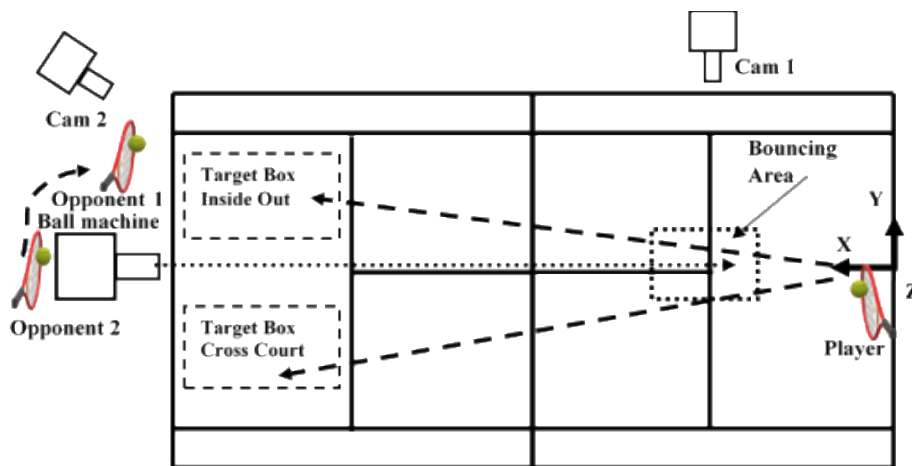 Cam 1
Cam 2
Target Box
Inside Out
Bouncing
Area
Opponent 1
Ball machine
Y
X
Z
Opponent 2
Target Box
Cross Court
Player